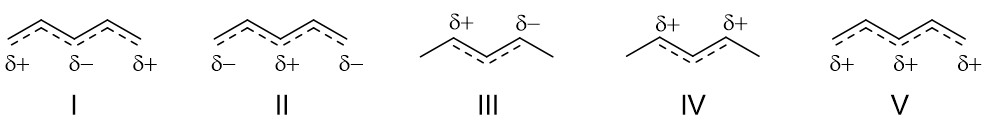 δ+ δ−
δ+ δ+
δ+ δ− δ+
δ− δ+ δ−
δ+ δ+ δ+
I II III IV V